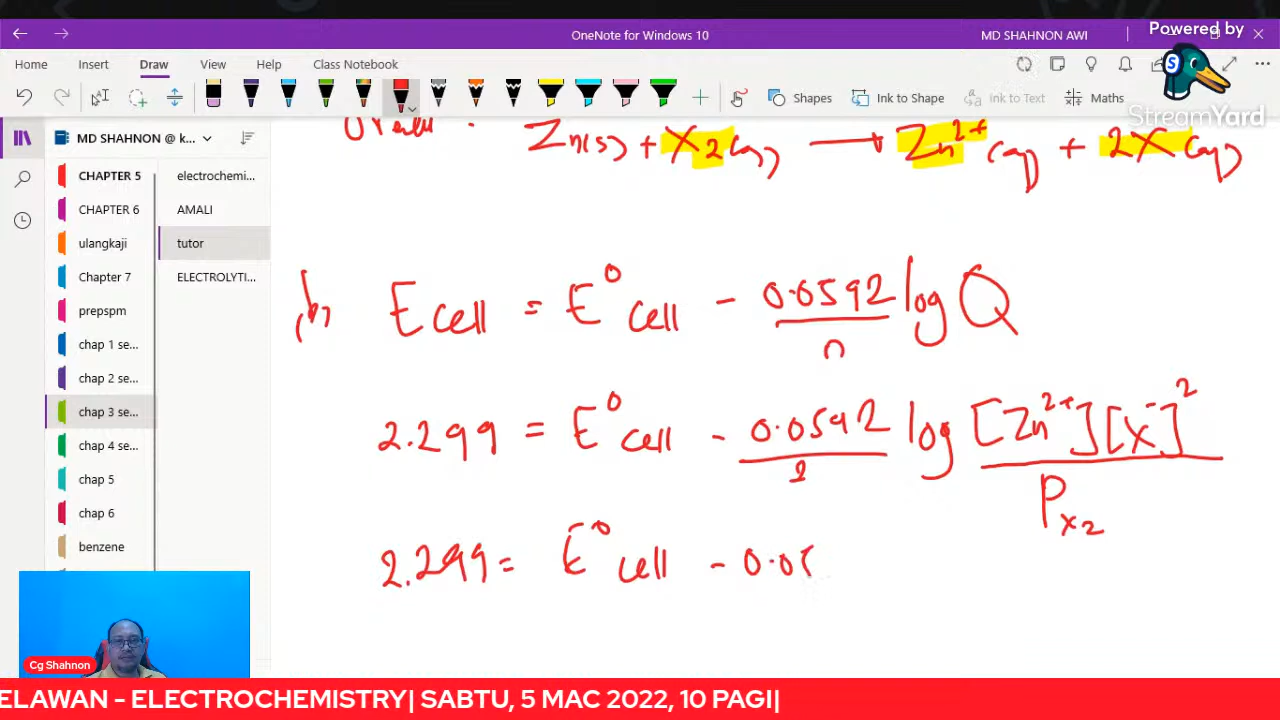 OneNote for Windows 10
MD SHAHNON AWI
Powered by
StreamYard
Home Insert Draw View Help Class Notebook
Shapes Ink to Shape Ink to Text Maths
MD SHAHNON @ k...
CHAPTER 5
CHAPTER 6
ulangkaji
Chapter 7
prepspm
chap 1 se...
chap 2 se...
chap 3 se...
chap 4 se...
chap 5
chap 6
benzene
electrochemi...
AMALI
tutor
ELECTROLYTI...
Zn(s) + X2(g) → Zn²⁺(aq) + 2X⁻(aq)
b) Ecell = E⁰cell - 0.0592/n log Q
2.299 = E⁰cell - 0.0592/2 log [Zn²⁺][X⁻]²/P_X2
2.299 = E⁰cell - 0.05
Cg Shahnon
ELAWAN - ELECTROCHEMISTRY| SABTU, 5 MAC 2022, 10 PAGI|